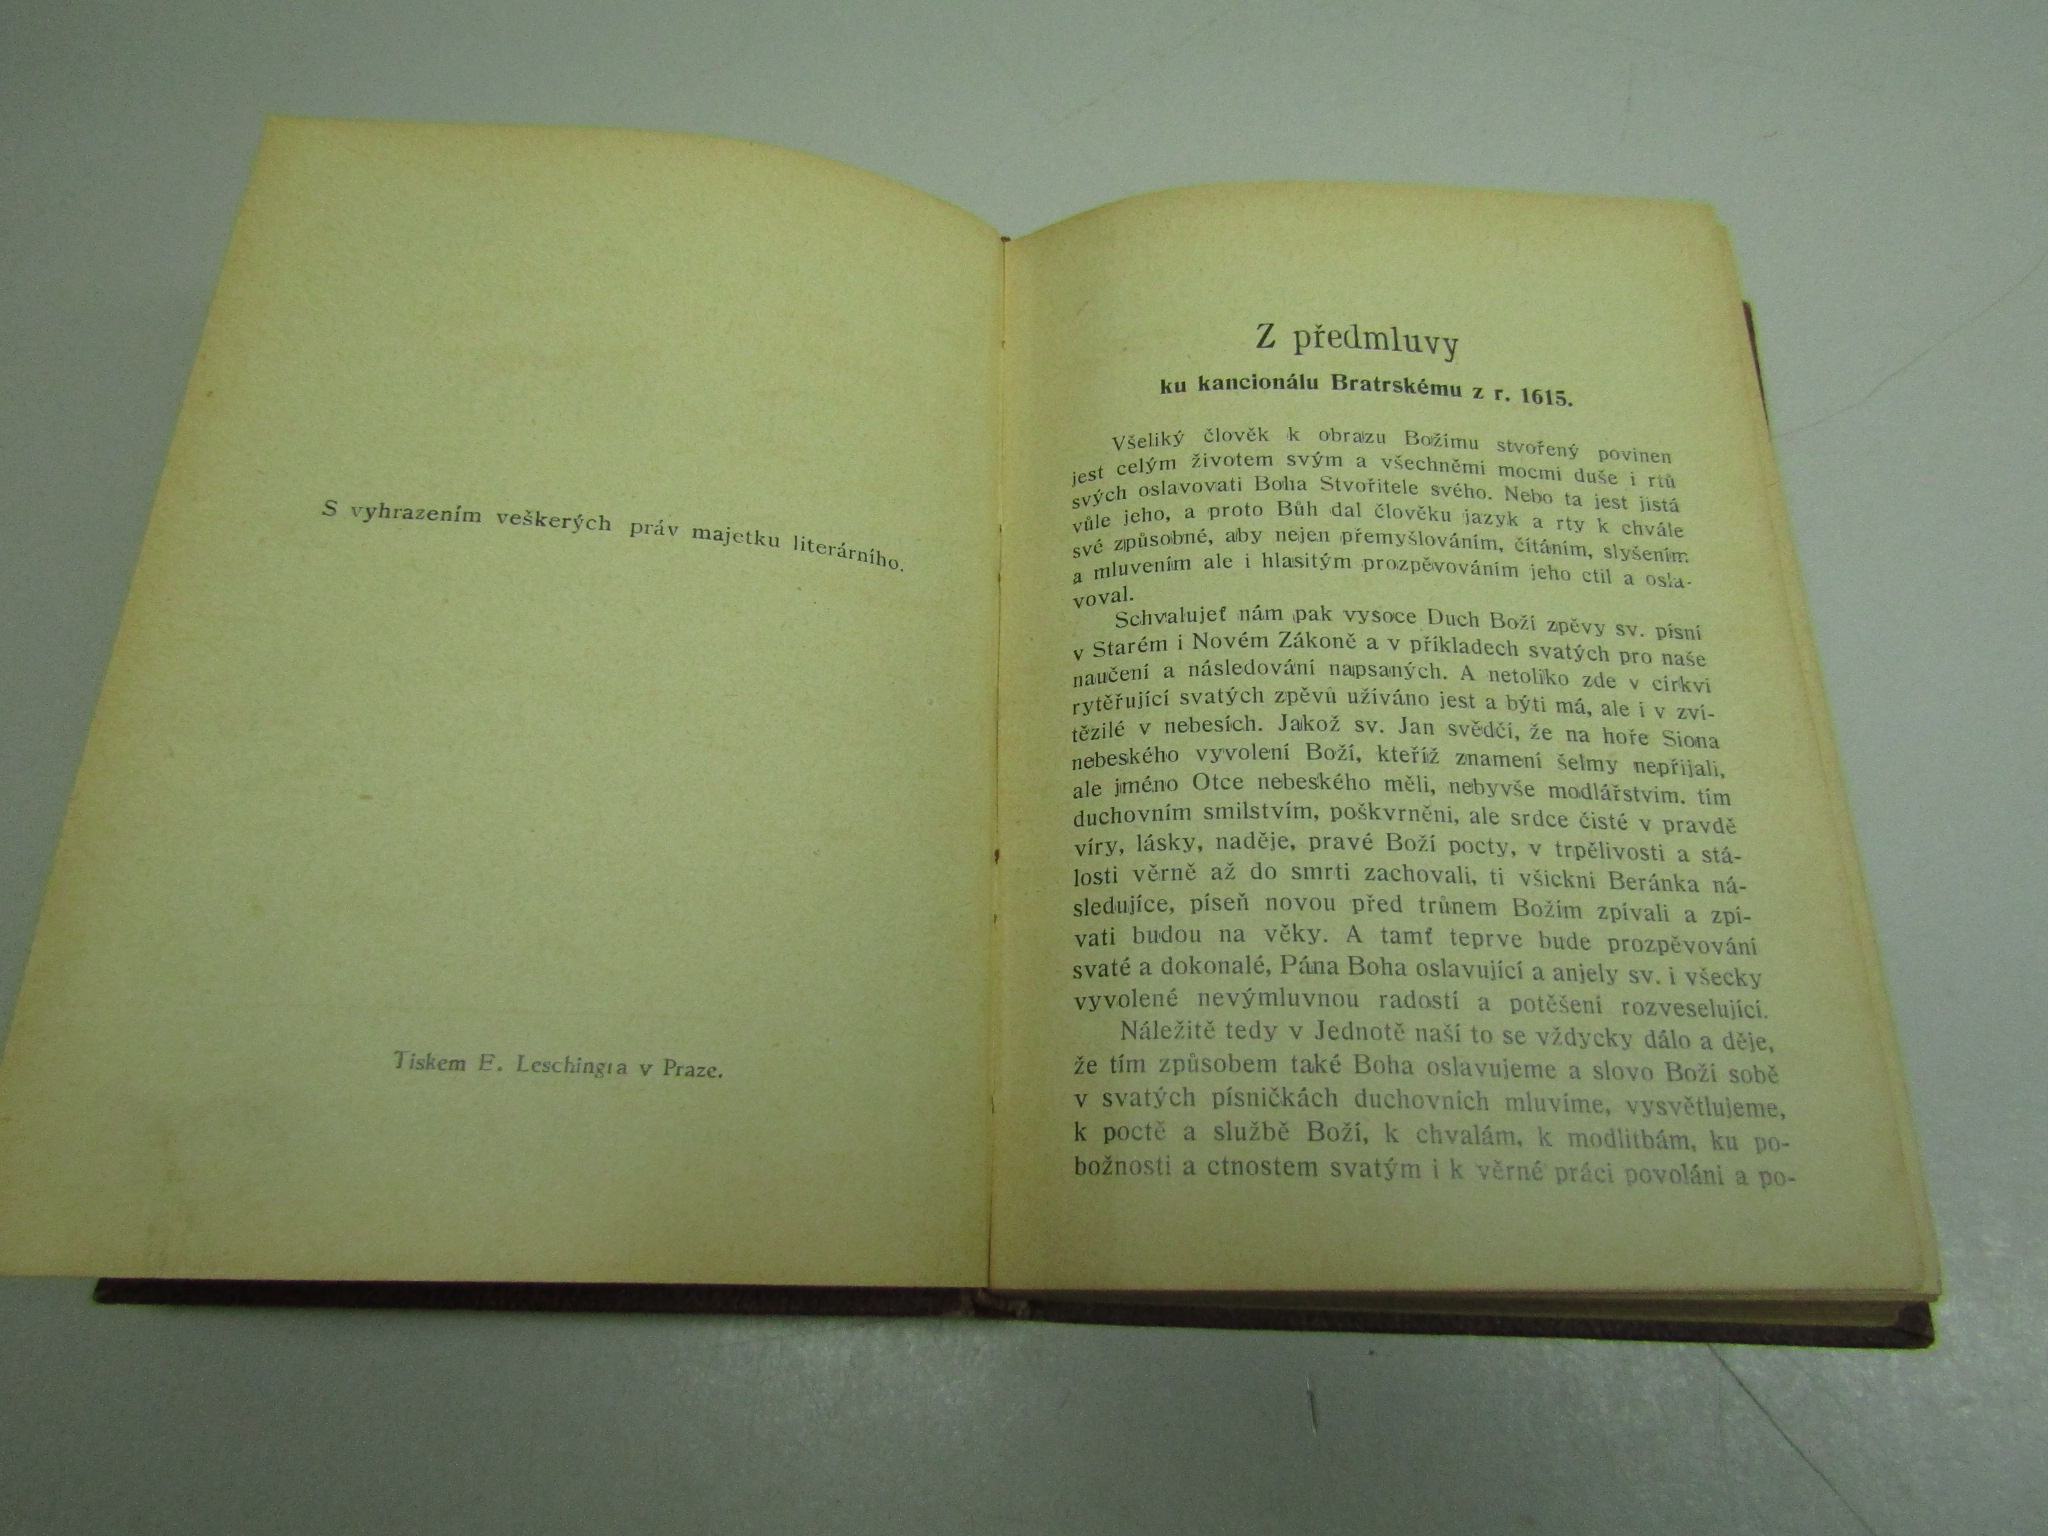 S vyhrazením veškerých práv majetku literárního.
Tiskem E. Leschingra v Praze.
Z předmluvy
ku kancionálu Bratrskému z r. 1615.
Všeliký člověk k obrazu Božímu stvořený povinen
jest celým životem svým a všechněmi mocmi duše i rtů
svých oslavovati Boha Stvořitele svého. Nebo ta jest jistá
vůle jeho, a proto Bůh dal člověku jazyk a rty k chvále
své způsobné, aby nejen přemyšlováním, čítáním, slyšením
a mluvením ale i hlasitým prozpěvováním jeho ctil a osla-
voval.
Schvalujeť nám pak vysoce Duch Boží zpěvy sv. písní
v Starém i Novém Zákoně a v příkladech svatých pro naše
naučení a následování napsaných. A netoliko zde v církvi
rytěřující svatých zpěvů užíváno jest a býti má, ale i v zví-
tězilé v nebesích. Jakož sv. Jan svědčí, že na hoře Siona
nebeského vyvolení Boží, kteříž znamení šelmy nepřijali,
ale jméno Otce nebeského měli, nebyvše modlářstvím, tím
duchovním smilstvím, poškvrněni, ale srdce čisté v pravdě
víry, lásky, naděje, pravé Boží pocty, v trpělivosti a stá-
losti věrně až do smrti zachovali, ti všickni Beránka ná-
sledujíce, píseň novou před trůnem Božím zpívali a zpí-
vati budou na věky. A tamť teprve bude prozpěvování
svaté a dokonalé, Pána Boha oslavující a anjely sv. i všecky
vyvolené nevýmluvnou radostí a potěšení rozveselující.
Náležitě tedy v Jednotě naší to se vždycky dálo a děje,
že tím způsobem také Boha oslavujeme a slovo Boží sobě
v svatých písničkách duchovních mluvíme, vysvětlujeme,
k poctě a službě Boží, k chvalám, k modlitbám, ku po-
božnosti a ctnostem svatým i k věrné práci povoláni a po-